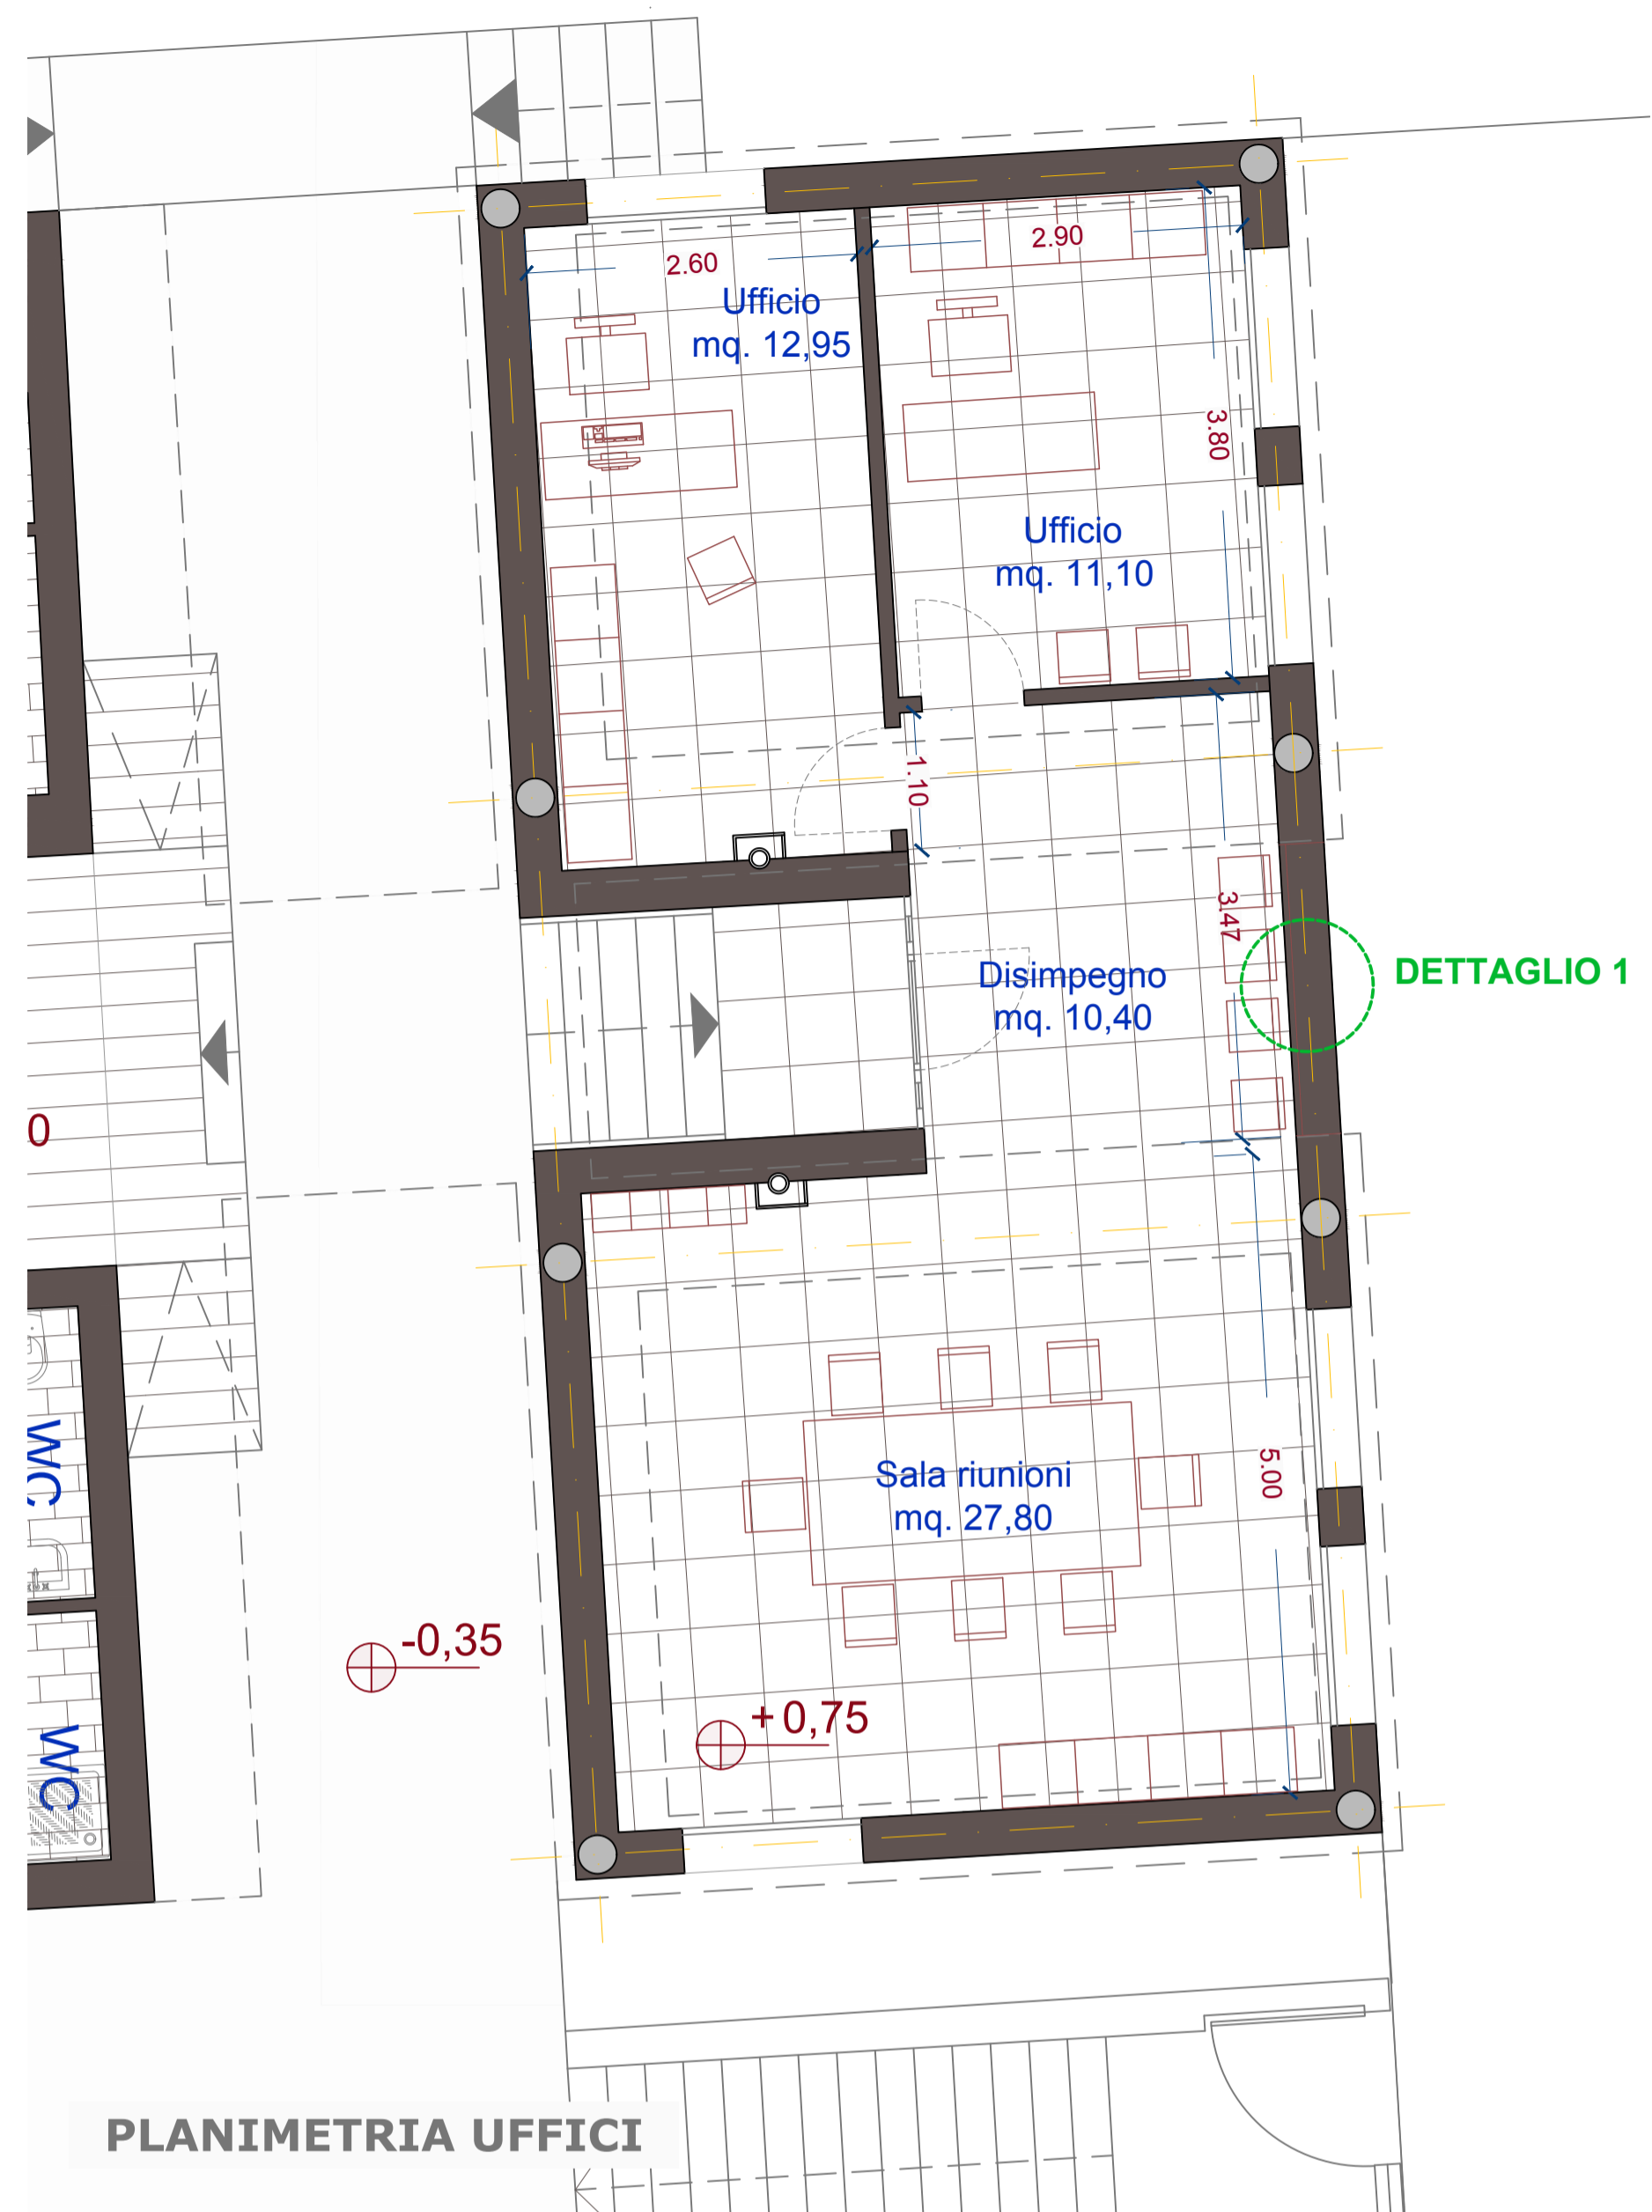 2.60
2.90
Ufficio
mq. 12,95
3.80
Ufficio
mq. 11,10
1.10
3.47
Disimpegno
mq. 10,40
DETTAGLIO 1
0
WC
Sala riunioni
mq. 27,80
5.00
-0,35
+0,75
WC
PLANIMETRIA UFFICI